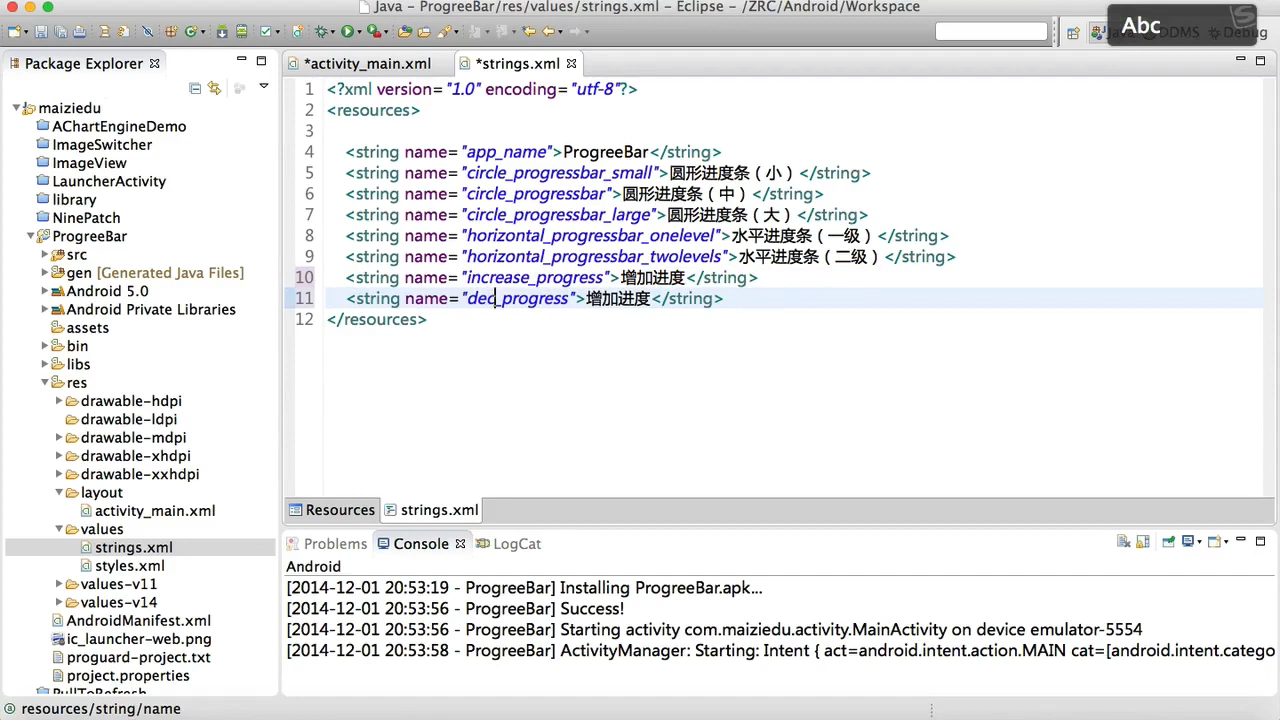 Java - ProgreeBar/res/values/strings.xml - Eclipse - /ZRC/Android/Workspace
Abc
Java DDMS Debug
Package Explorer
*activity_main.xml
*strings.xml
maiziedu
AChartEngineDemo
ImageSwitcher
ImageView
LauncherActivity
library
NinePatch
ProgreeBar
src
gen [Generated Java Files]
Android 5.0
Android Private Libraries
assets
bin
libs
res
drawable-hdpi
drawable-ldpi
drawable-mdpi
drawable-xhdpi
drawable-xxhdpi
layout
activity_main.xml
values
strings.xml
styles.xml
values-v11
values-v14
AndroidManifest.xml
ic_launcher-web.png
proguard-project.txt
project.properties
PullToRefresh
1 <?xml version="1.0" encoding="utf-8"?>
2 <resources>
3
4 <string name="app_name">ProgreeBar</string>
5 <string name="circle_progressbar_small">圆形进度条（小）</string>
6 <string name="circle_progressbar">圆形进度条（中）</string>
7 <string name="circle_progressbar_large">圆形进度条（大）</string>
8 <string name="horizontal_progressbar_onelevel">水平进度条（一级）</string>
9 <string name="horizontal_progressbar_twolevels">水平进度条（二级）</string>
10 <string name="increase_progress">增加进度</string>
11 <string name="dec_progress">增加进度</string>
12 </resources>
Resources
strings.xml
Problems
Console
LogCat
Android
[2014-12-01 20:53:19 - ProgreeBar] Installing ProgreeBar.apk...
[2014-12-01 20:53:56 - ProgreeBar] Success!
[2014-12-01 20:53:56 - ProgreeBar] Starting activity com.maiziedu.activity.MainActivity on device emulator-5554
[2014-12-01 20:53:58 - ProgreeBar] ActivityManager: Starting: Intent { act=android.intent.action.MAIN cat=[android.intent.catego
resources/string/name